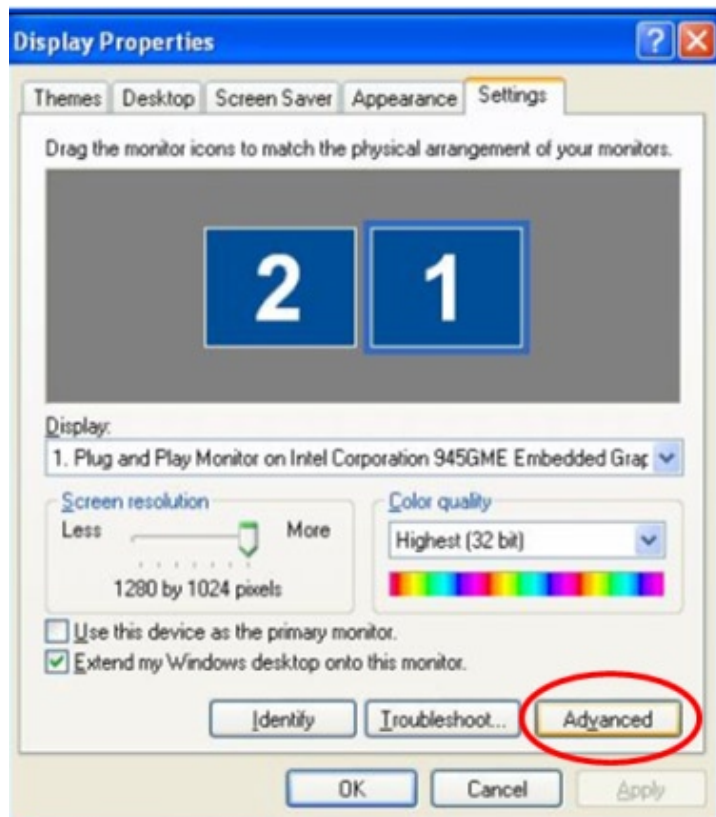 Display Properties
Themes Desktop Screen Saver Appearance Settings
Drag the monitor icons to match the physical arrangement of your monitors.
2 1
Display:
1. Plug and Play Monitor on Intel Corporation 945GME Embedded Grap
Screen resolution Color quality
Less More Highest (32 bit)
1280 by 1024 pixels
Use this device as the primary monitor.
Extend my Windows desktop onto this monitor.
Identify Troubleshoot... Advanced
OK Cancel Apply